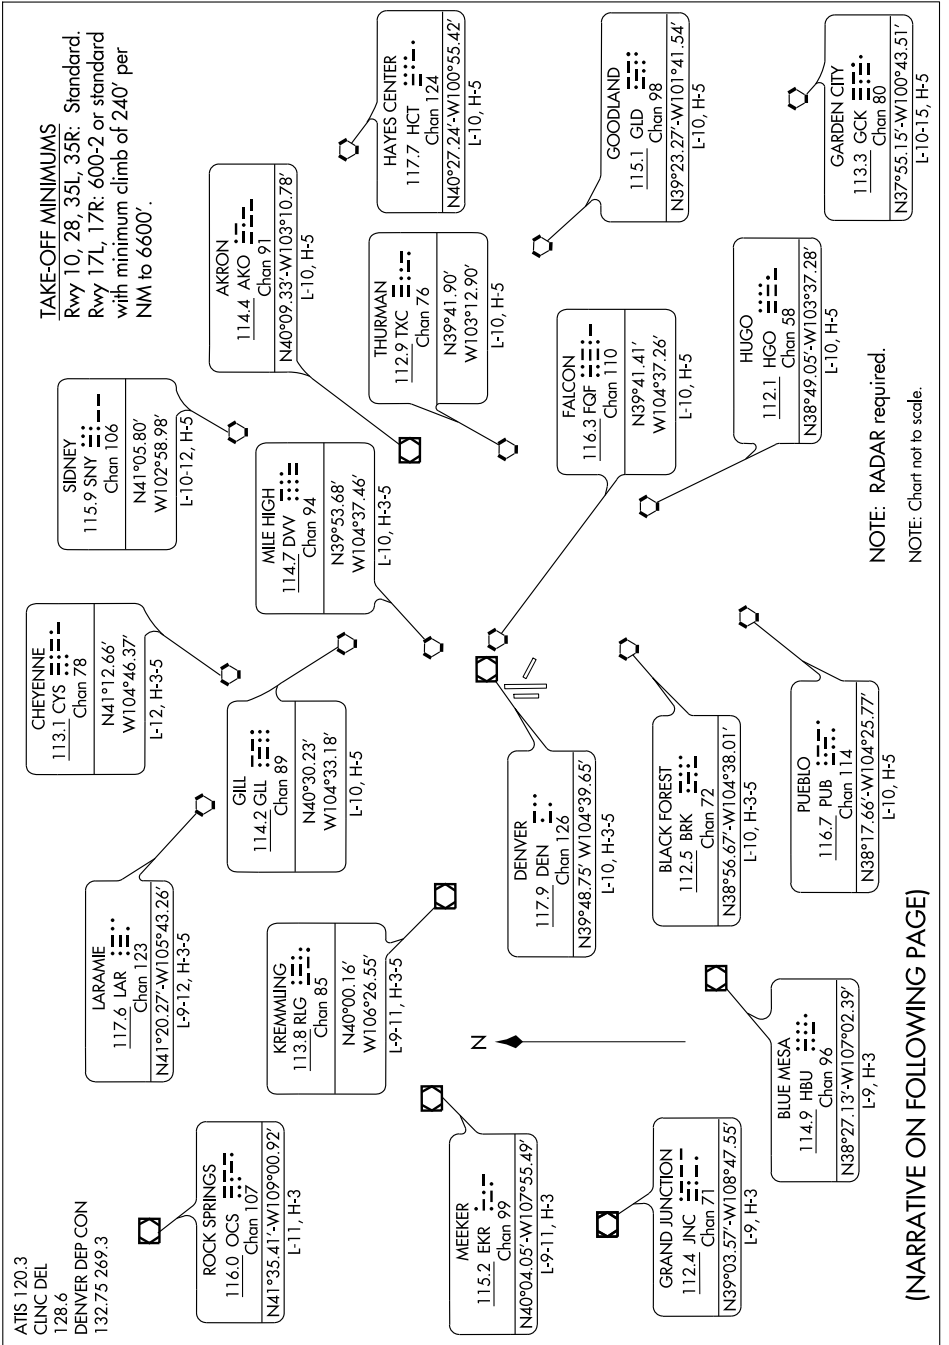 ATIS 120.3
CLNC DEL
128.6
DENVER DEP CON
132.75 269.3
TAKE-OFF MINIMUMS
Rwy 10, 28, 35L, 35R: Standard.
Rwy 17L, 17R: 600-2 or standard
with minimum climb of 240' per
NM to 6600'.
ROCK SPRINGS
116.0 OCS
Chan 107
N41°35.41'-W109°00.92'
L-11, H-3
LARAMIE
117.6 LAR
Chan 123
N41°20.27'-W105°43.26'
L-9-12, H-3-5
CHEYENNE
113.1 CYS
Chan 78
N41°12.66'
W104°46.37'
L-12, H-3-5
SIDNEY
115.9 SNY
Chan 106
N41°05.80'
W102°58.98'
L-10-12, H-5
AKRON
114.4 AKO
Chan 91
N40°09.33'-W103°10.78'
L-10, H-5
HAYES CENTER
117.7 HCT
Chan 124
N40°27.24'-W100°55.42'
L-10, H-5
GILL
114.2 GLL
Chan 89
N40°30.23'
W104°33.18'
L-10, H-5
MILE HIGH
114.7 DVV
Chan 94
N39°53.68'
W104°37.46'
L-10, H-3-5
THURMAN
112.9 TXC
Chan 76
N39°41.90'
W103°12.90'
L-10, H-5
KREMMLING
113.8 RLG
Chan 85
N40°00.16'
W106°26.55'
L-9-11, H-3-5
MEEKER
115.2 EKR
Chan 99
N40°04.05'-W107°55.49'
L-9-11, H-3
N
DENVER
117.9 DEN
Chan 126
N39°48.75' W104°39.65'
L-10, H-3-5
FALCON
116.3 FQF
Chan 110
N39°41.41'
W104°37.26'
L-10, H-5
GOODLAND
115.1 GLD
Chan 98
N39°23.27'-W101°41.54'
L-10, H-5
GRAND JUNCTION
112.4 JNC
Chan 71
N39°03.57'-W108°47.55'
L-9, H-3
BLACK FOREST
112.5 BRK
Chan 72
N38°56.67'-W104°38.01'
L-10, H-3-5
HUGO
112.1 HGO
Chan 58
N38°49.05'-W103°37.28'
L-10, H-5
GARDEN CITY
113.3 GCK
Chan 80
N37°55.15'-W100°43.51'
L-10-15, H-5
BLUE MESA
114.9 HBU
Chan 96
N38°27.13'-W107°02.39'
L-9, H-3
PUEBLO
116.7 PUB
Chan 114
N38°17.66'-W104°25.77'
L-10, H-5
NOTE: RADAR required.
NOTE: Chart not to scale.
(NARRATIVE ON FOLLOWING PAGE)